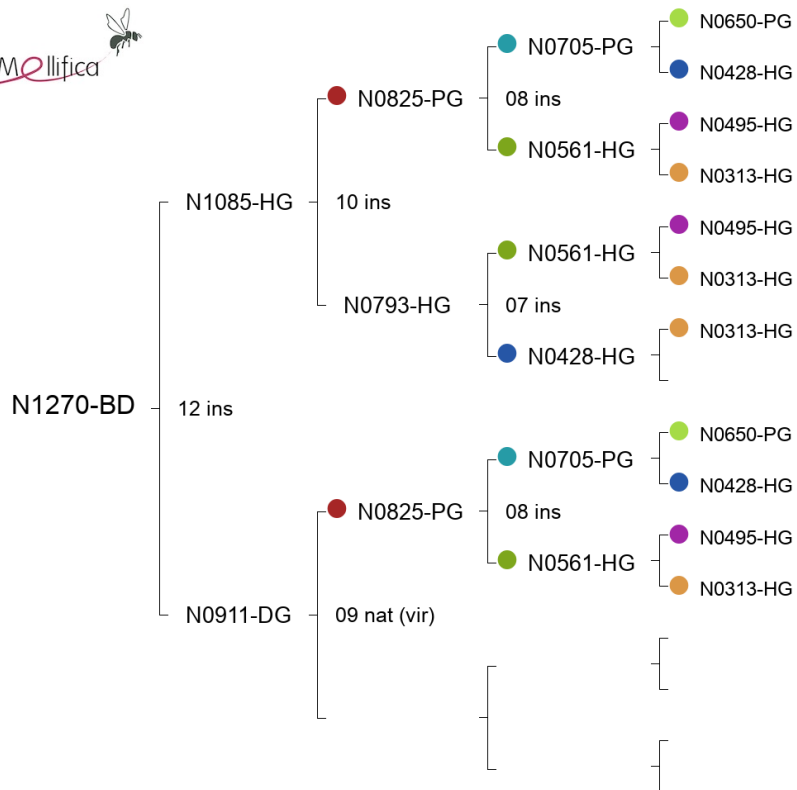 N0650-PG
N0705-PG
Mellifica
N0428-HG
N0825-PG
08 ins
N0495-HG
N0561-HG
N0313-HG
N1085-HG
10 ins
N0495-HG
N0561-HG
N0313-HG
N0793-HG
07 ins
N0313-HG
N0428-HG
N1270-BD
12 ins
N0650-PG
N0705-PG
N0428-HG
N0825-PG
08 ins
N0495-HG
N0561-HG
N0313-HG
N0911-DG
09 nat (vir)